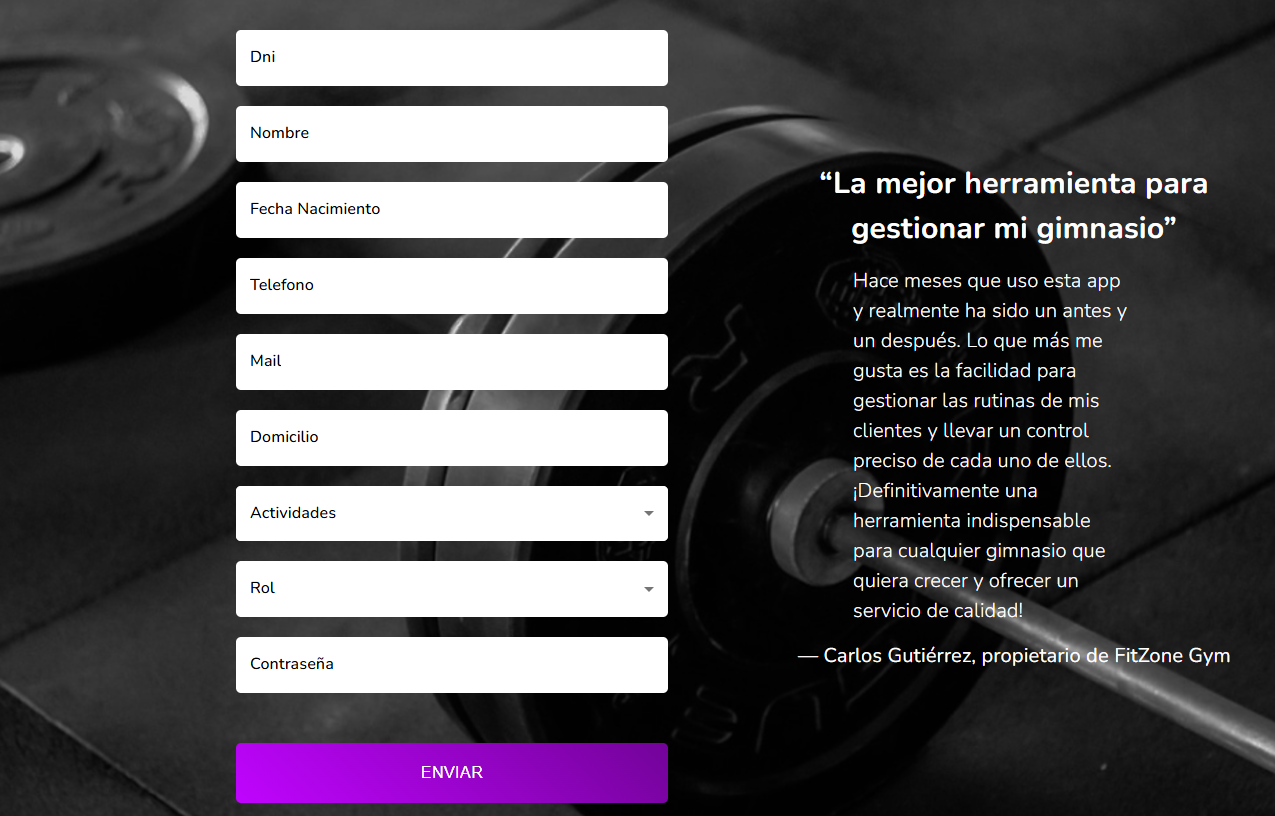 Dni
Nombre
Fecha Nacimiento
Telefono
Mail
Domicilio
Actividades
Rol
Contraseña
ENVIAR
“La mejor herramienta para
gestionar mi gimnasio”
Hace meses que uso esta app
y realmente ha sido un antes y
un después. Lo que más me
gusta es la facilidad para
gestionar las rutinas de mis
clientes y llevar un control
preciso de cada uno de ellos.
¡Definitivamente una
herramienta indispensable
para cualquier gimnasio que
quiera crecer y ofrecer un
servicio de calidad!
— Carlos Gutiérrez, propietario de FitZone Gym